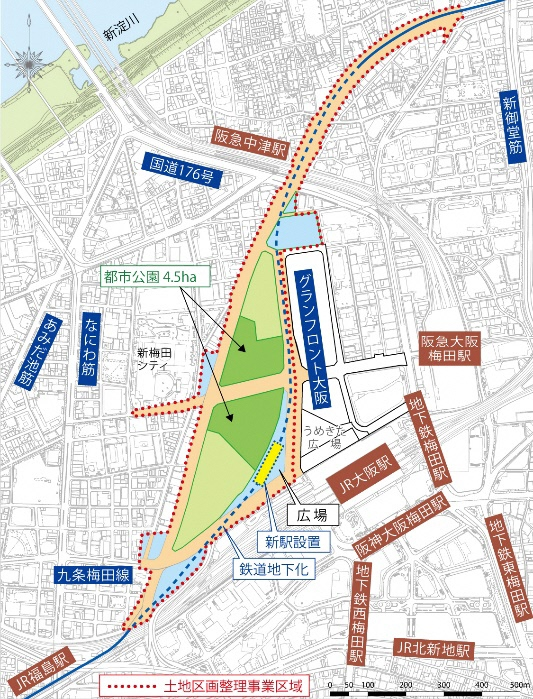 新淀川
新御堂筋
阪急中津駅
国道176号
都市公園 4.5ha
グランフロント大阪
あみだ池筋
なにわ筋
新梅田
シティ
阪急大阪
梅田駅
うめきた
広場
地下鉄梅田駅
JR大阪駅
広場
新駅設置
阪神大阪梅田駅
鉄道地下化
地下鉄東梅田駅
九条梅田線
地下鉄西梅田駅
JR北新地駅
JR福島駅
土地区画整理事業区域
0 50 100 200 300 400 500m